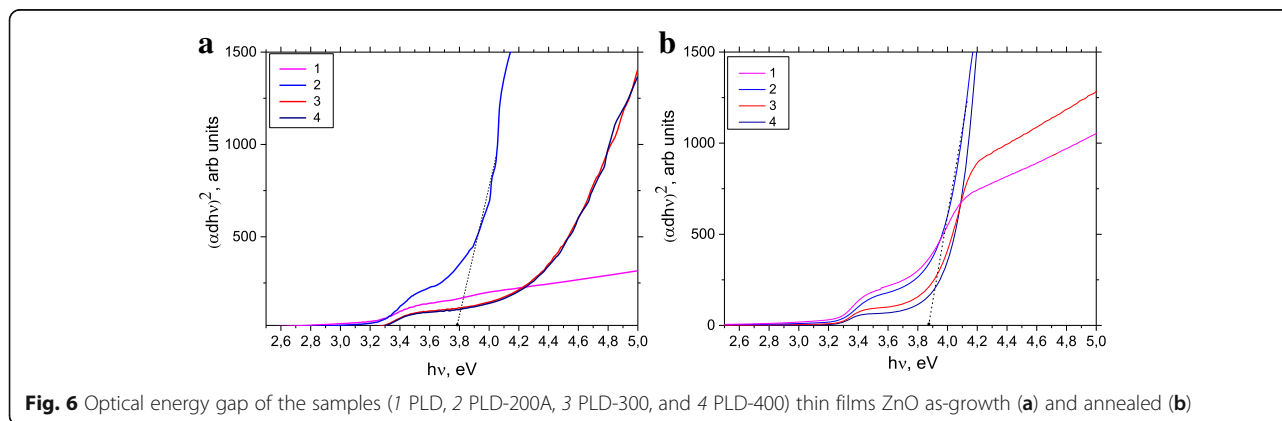 a
1500
1000
500
(αdhν)², arb units
1
2
3
4
2,6 2,8 3,0 3,2 3,4 3,6 3,8 4,0 4,2 4,4 4,6 4,8 5,0
hν, eV
b
1500
1000
500
0
(αdhν)², arb units
1
2
3
4
2,6 2,8 3,0 3,2 3,4 3,6 3,8 4,0 4,2 4,4 4,6 4,8 5,0
hν, eV
Fig. 6 Optical energy gap of the samples (1 PLD, 2 PLD-200A, 3 PLD-300, and 4 PLD-400) thin films ZnO as-growth (a) and annealed (b)